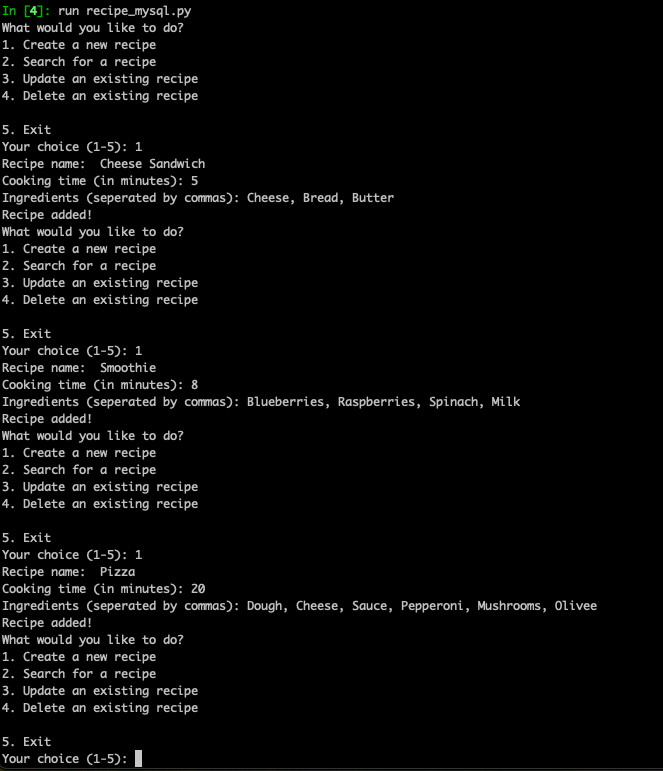 In [4]: run recipe_mysql.py
What would you like to do?
1. Create a new recipe
2. Search for a recipe
3. Update an existing recipe
4. Delete an existing recipe
5. Exit
Your choice (1-5): 1
Recipe name:  Cheese Sandwich
Cooking time (in minutes): 5
Ingredients (seperated by commas): Cheese, Bread, Butter
Recipe added!
What would you like to do?
1. Create a new recipe
2. Search for a recipe
3. Update an existing recipe
4. Delete an existing recipe
5. Exit
Your choice (1-5): 1
Recipe name:  Smoothie
Cooking time (in minutes): 8
Ingredients (seperated by commas): Blueberries, Raspberries, Spinach, Milk
Recipe added!
What would you like to do?
1. Create a new recipe
2. Search for a recipe
3. Update an existing recipe
4. Delete an existing recipe
5. Exit
Your choice (1-5): 1
Recipe name:  Pizza
Cooking time (in minutes): 20
Ingredients (seperated by commas): Dough, Cheese, Sauce, Pepperoni, Mushrooms, Olivee
Recipe added!
What would you like to do?
1. Create a new recipe
2. Search for a recipe
3. Update an existing recipe
4. Delete an existing recipe
5. Exit
Your choice (1-5):